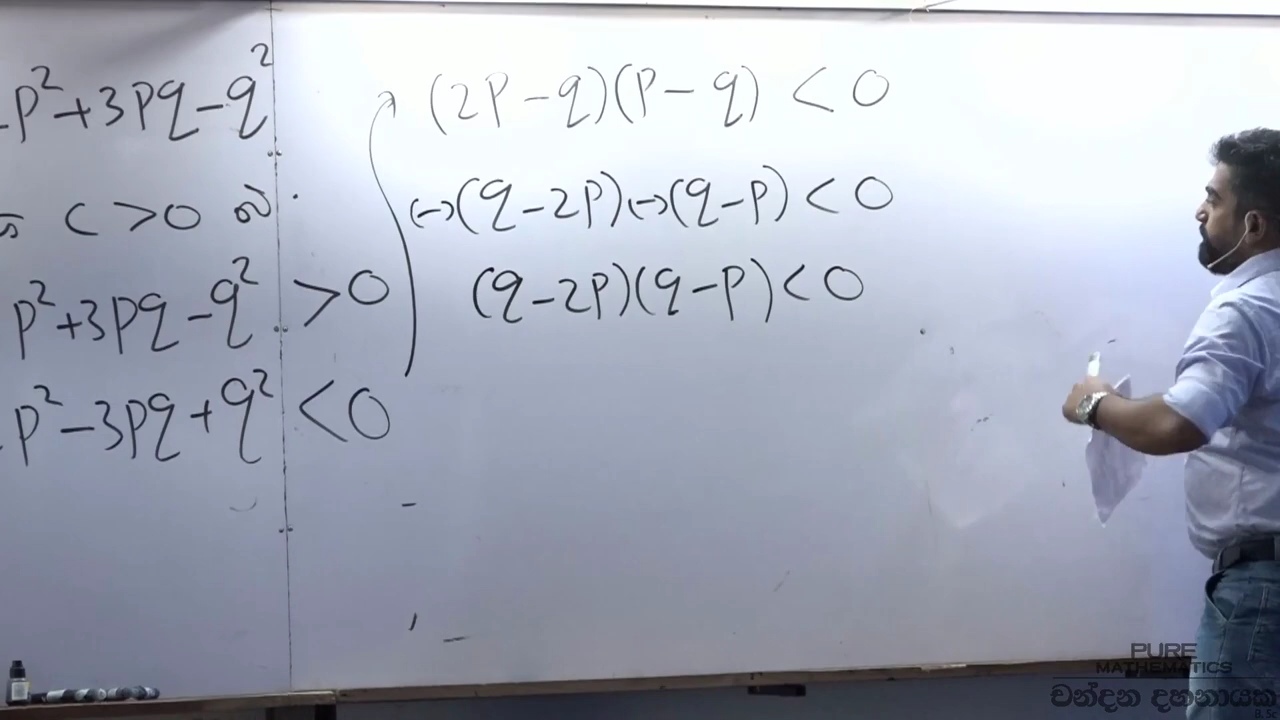 p²+3pq-q²
C > 0 ව
p²+3pq-q² > 0
p²-3pq+q² < 0
(2p-q)(p-q) < 0
(-)(q-2p)(-)(q-p) < 0
(q-2p)(q-p) < 0
PURE
MATHEMATICS
චන්දන දහනායක
B.Sc